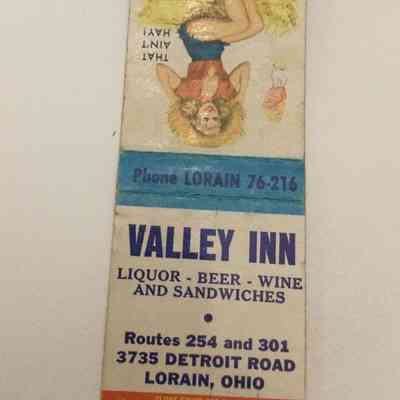 THAT
AIN'T
HAY!
Phone LORAIN 76-216
VALLEY INN
LIQUOR - BEER - WINE
AND SANDWICHES
•
Routes 254 and 301
3735 DETROIT ROAD
LORAIN, OHIO